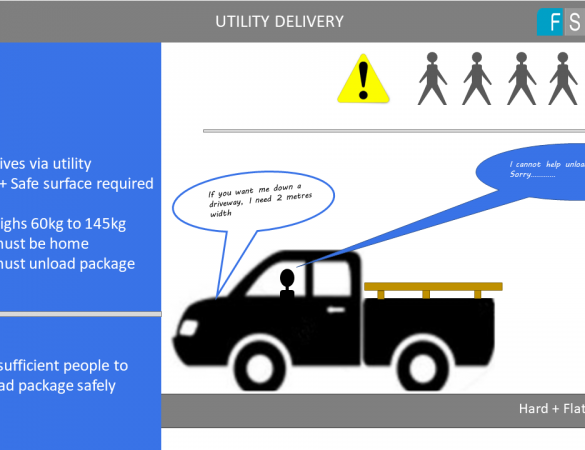 UTILITY DELIVERY
F S
ives via utility
+ Safe surface required
ighs 60kg to 145kg
must be home
must unload package
sufficient people to
ad package safely
If you want me down a
driveway, I need 2 metres
width
I cannot help unload
Sorry............
Hard + Flat